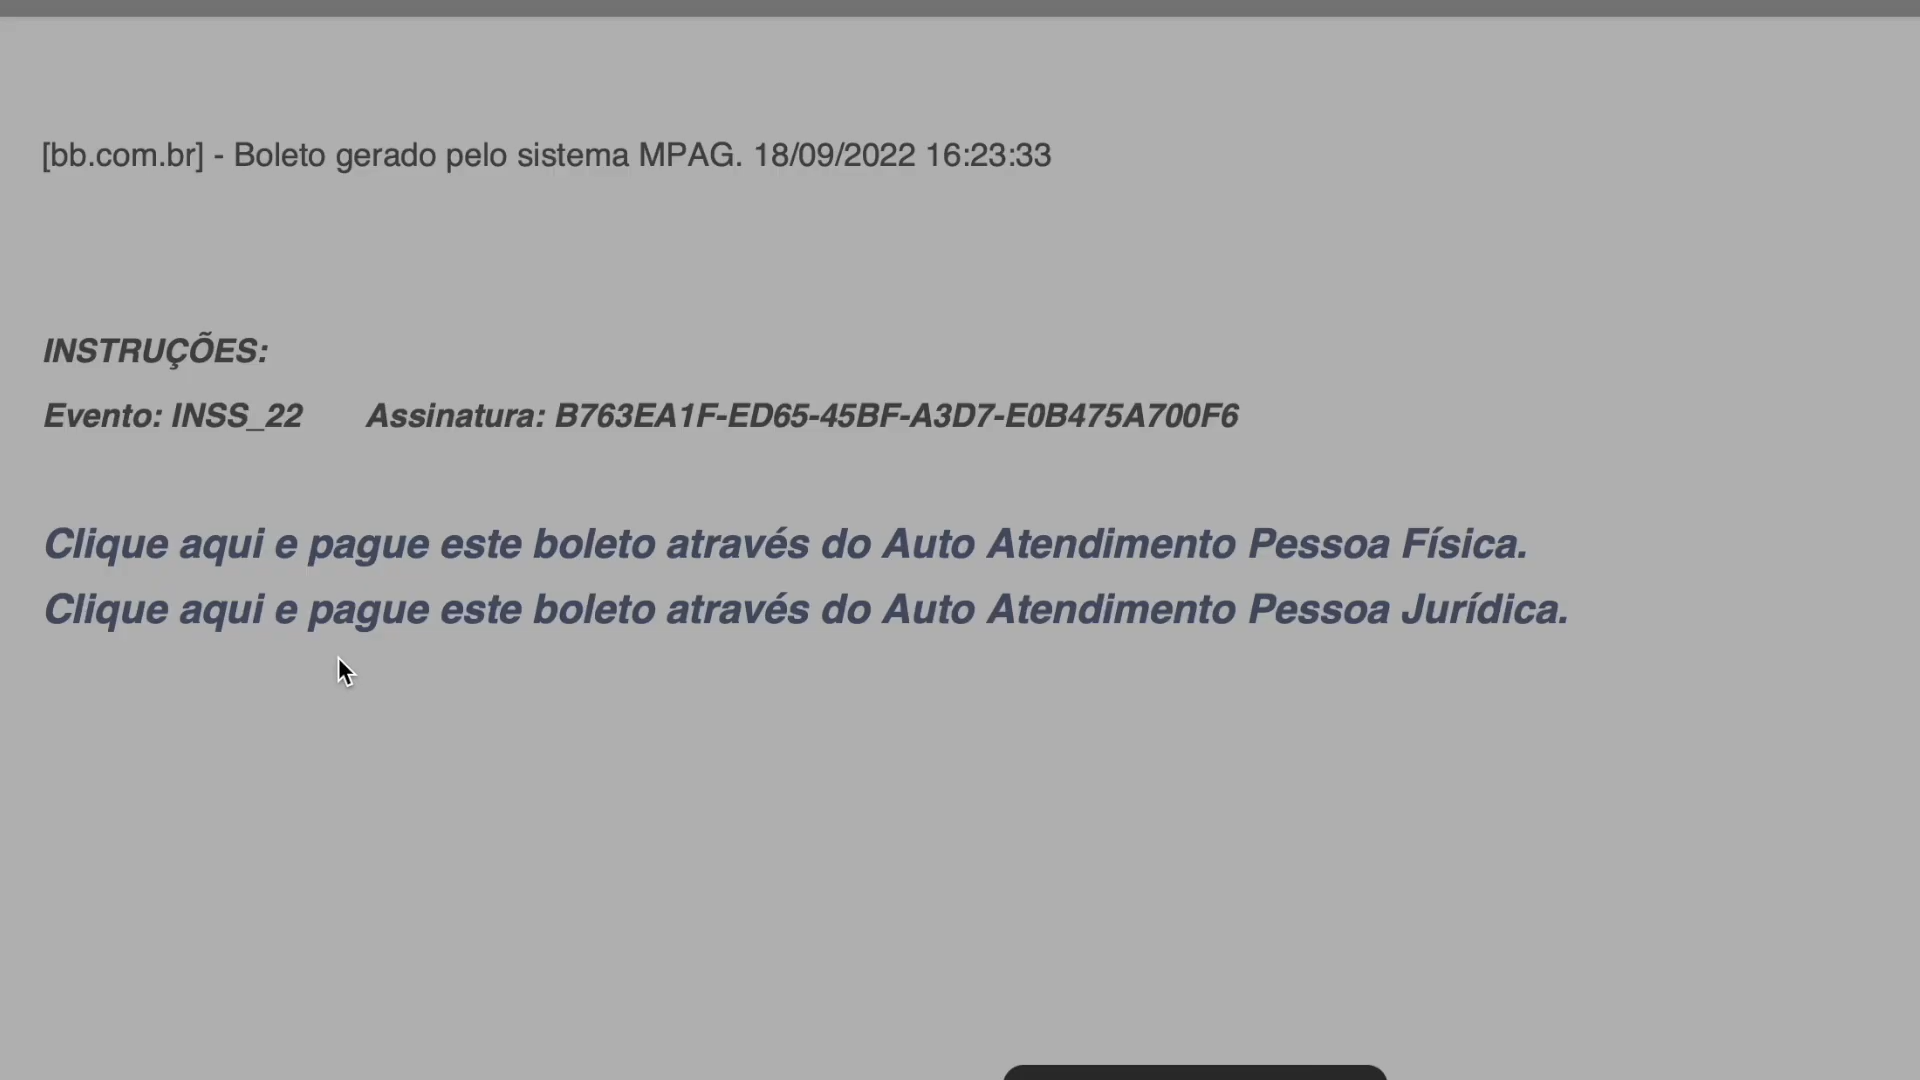 [bb.com.br] - Boleto gerado pelo sistema MPAG. 18/09/2022 16:23:33
INSTRUÇÕES:
Evento: INSS_22 Assinatura: B763EA1F-ED65-45BF-A3D7-E0B475A700F6
Clique aqui e pague este boleto através do Auto Atendimento Pessoa Física.
Clique aqui e pague este boleto através do Auto Atendimento Pessoa Jurídica.